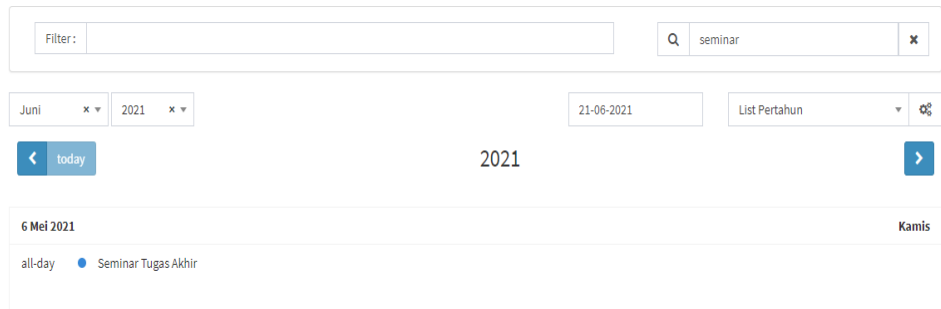 Filter :
seminar
Juni
2021
21-06-2021
List Pertahun
today
2021
6 Mei 2021
Kamis
all-day
Seminar Tugas Akhir